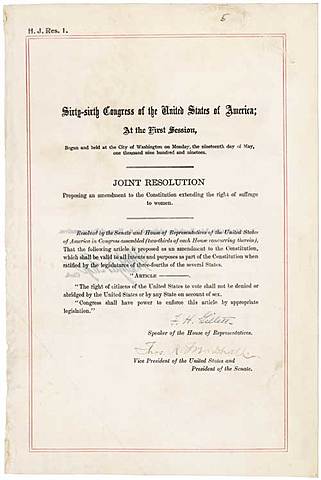 5
H. J. Res. 1.
Sixty-sixth Congress of the United States of America;
At the First Session,
Begun and held at the City of Washington on Monday, the nineteenth day of May,
one thousand nine hundred and nineteen.
JOINT RESOLUTION
Proposing an amendment to the Constitution extending the right of suffrage
to women.
Resolved by the Senate and House of Representatives of the United States
of America in Congress assembled (two-thirds of each House concurring therein),
That the following article is proposed as an amendment to the Constitution,
which shall be valid to all intents and purposes as part of the Constitution when
ratified by the legislatures of three-fourths of the several States.
"ARTICLE ————.
"The right of citizens of the United States to vote shall not be denied or
abridged by the United States or by any State on account of sex.
"Congress shall have power to enforce this article by appropriate
legislation."
F. H. Gillett
Speaker of the House of Representatives.
Thos. R. Marshall
Vice President of the United States and
President of the Senate.